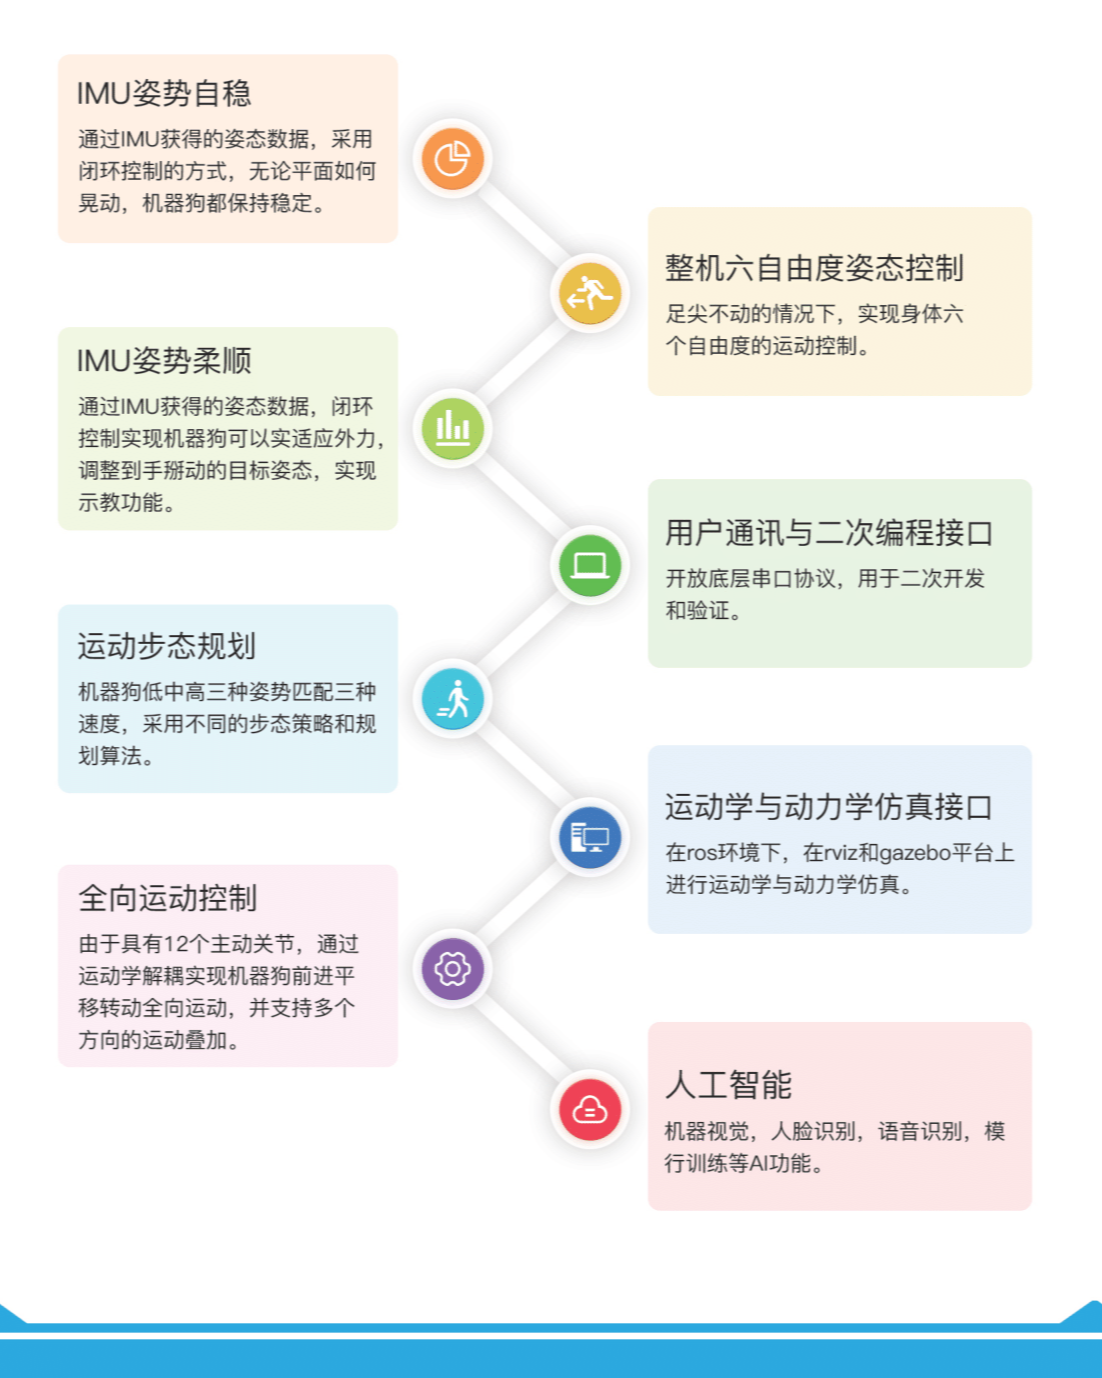 IMU姿势自稳
通过IMU获得的姿态数据，采用
闭环控制的方式，无论平面如何
晃动，机器狗都保持稳定。
整机六自由度姿态控制
足尖不动的情况下，实现身体六
个自由度的运动控制。
IMU姿势柔顺
通过IMU获得的姿态数据，闭环
控制实现机器狗可以实适应外力，
调整到手掰动的目标姿态，实现
示教功能。
用户通讯与二次编程接口
开放底层串口协议，用于二次开发
和验证。
运动步态规划
机器狗低中高三种姿势匹配三种
速度，采用不同的步态策略和规
划算法。
运动学与动力学仿真接口
在ros环境下，在rviz和gazebo平台上
进行运动学与动力学仿真。
全向运动控制
由于具有12个主动关节，通过
运动学解耦实现机器狗前进平
移转动全向运动，并支持多个
方向的运动叠加。
人工智能
机器视觉，人脸识别，语音识别，模
行训练等AI功能。